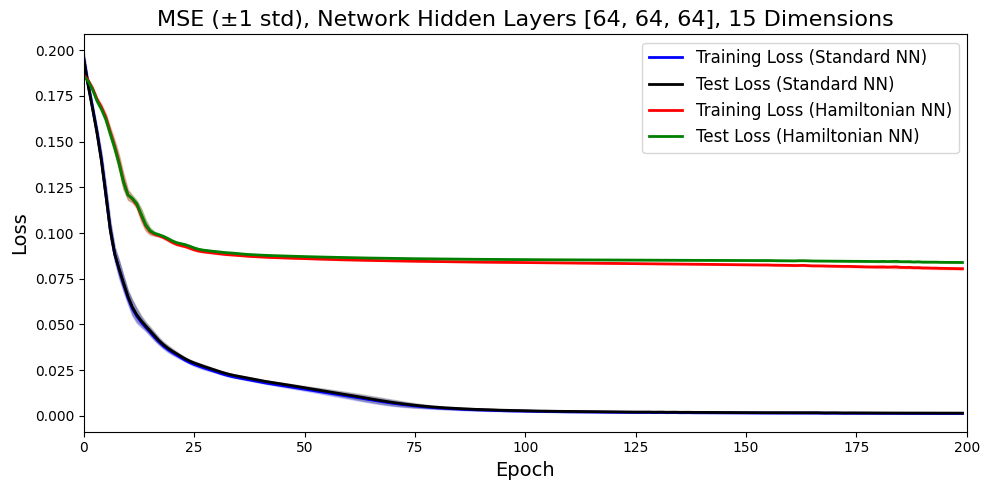 MSE (±1 std), Network Hidden Layers [64, 64, 64], 15 Dimensions
Loss
0.200
0.175
0.150
0.125
0.100
0.075
0.050
0.025
0.000
Training Loss (Standard NN)
Test Loss (Standard NN)
Training Loss (Hamiltonian NN)
Test Loss (Hamiltonian NN)
0 25 50 75 100 125 150 175 200
Epoch